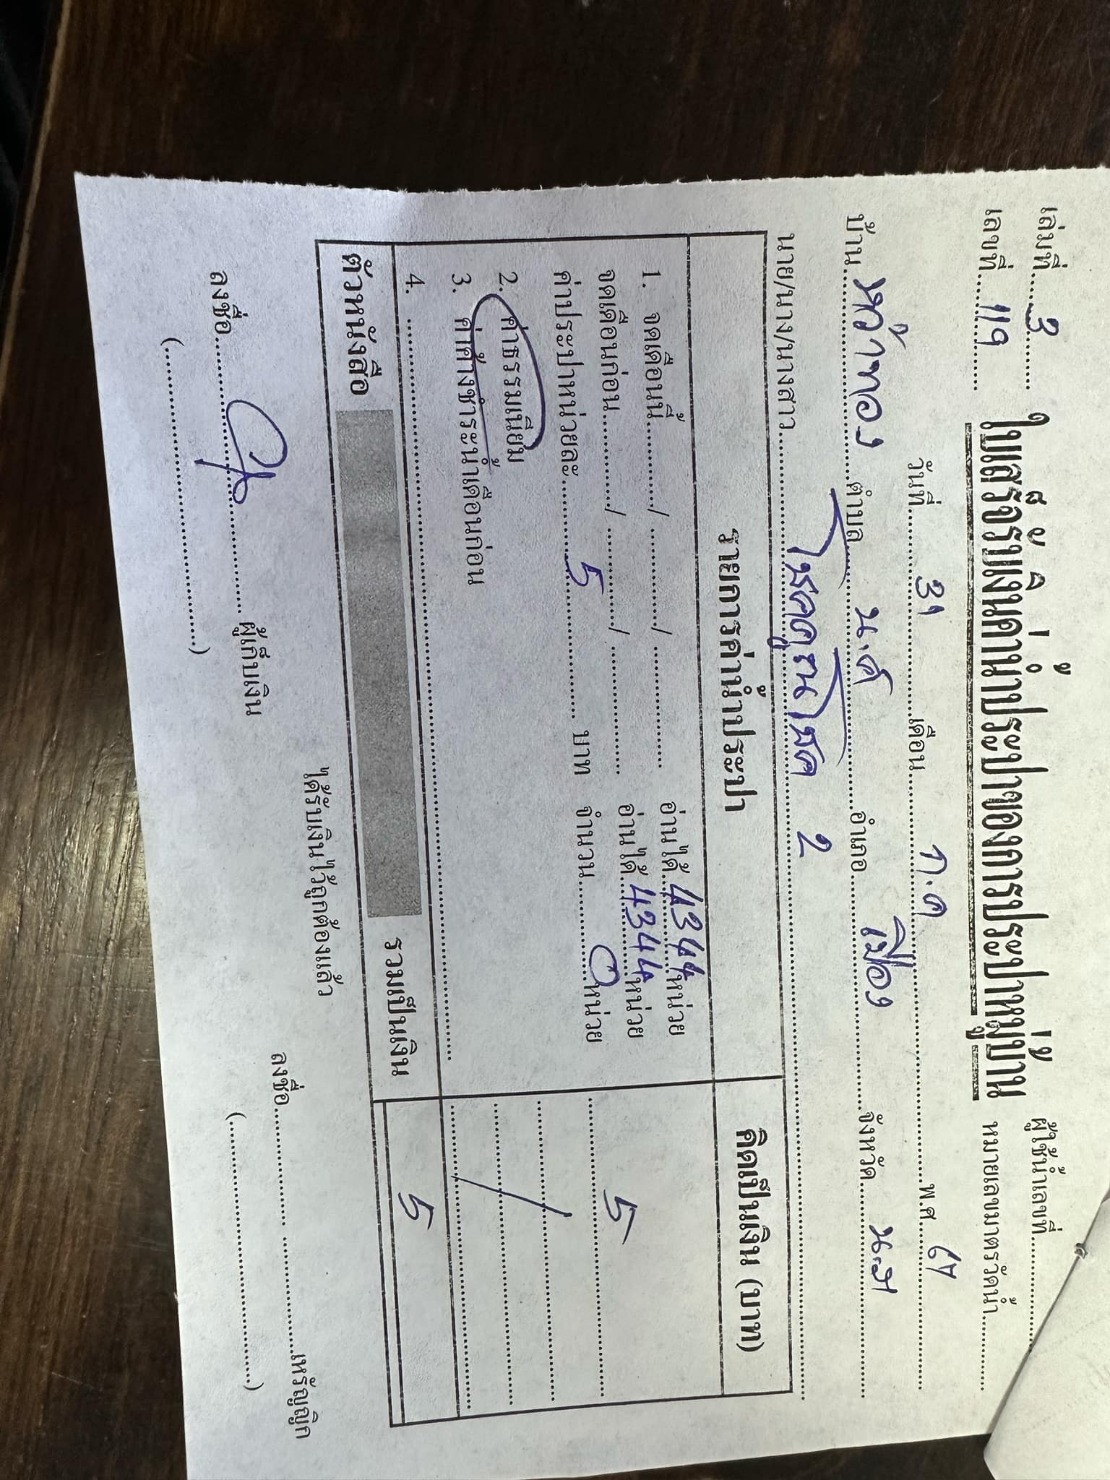 เล่มที่ 3 ใบเสร็จรับเงินค่าน้ำประปาของการประปาหมู่บ้าน ผู้ใช้น้ำเลขที่
เลขที่ 119 หมายเลขมาตรวัดน้ำ
วันที่ 31 เดือน ก.ค พ.ศ.
บ้าน หว้าทอง ตำบล น.ค อำเภอ เมือง จังหวัด น.ภ
นาย/นาง/นางสาว โชคคูณโชค 2
รายการค่าน้ำประปา คิดเป็นเงิน (บาท)
1. จดเดือนนี้ / / อ่านได้ 4344 หน่วย
จดเดือนก่อน / / อ่านได้ 4344 หน่วย
ค่าประปาหน่วยละ 5 บาท จำนวน 0 หน่วย 5
2. ค่าธรรมเนียม
3. ค่าค้างชำระน้ำเดือนก่อน
4.
ตัวหนังสือ รวมเป็นเงิน 5
ได้รับเงินไว้ถูกต้องแล้ว
ลงชื่อ ผู้เก็บเงิน ลงชื่อ เหรัญญิก
( ) ( )